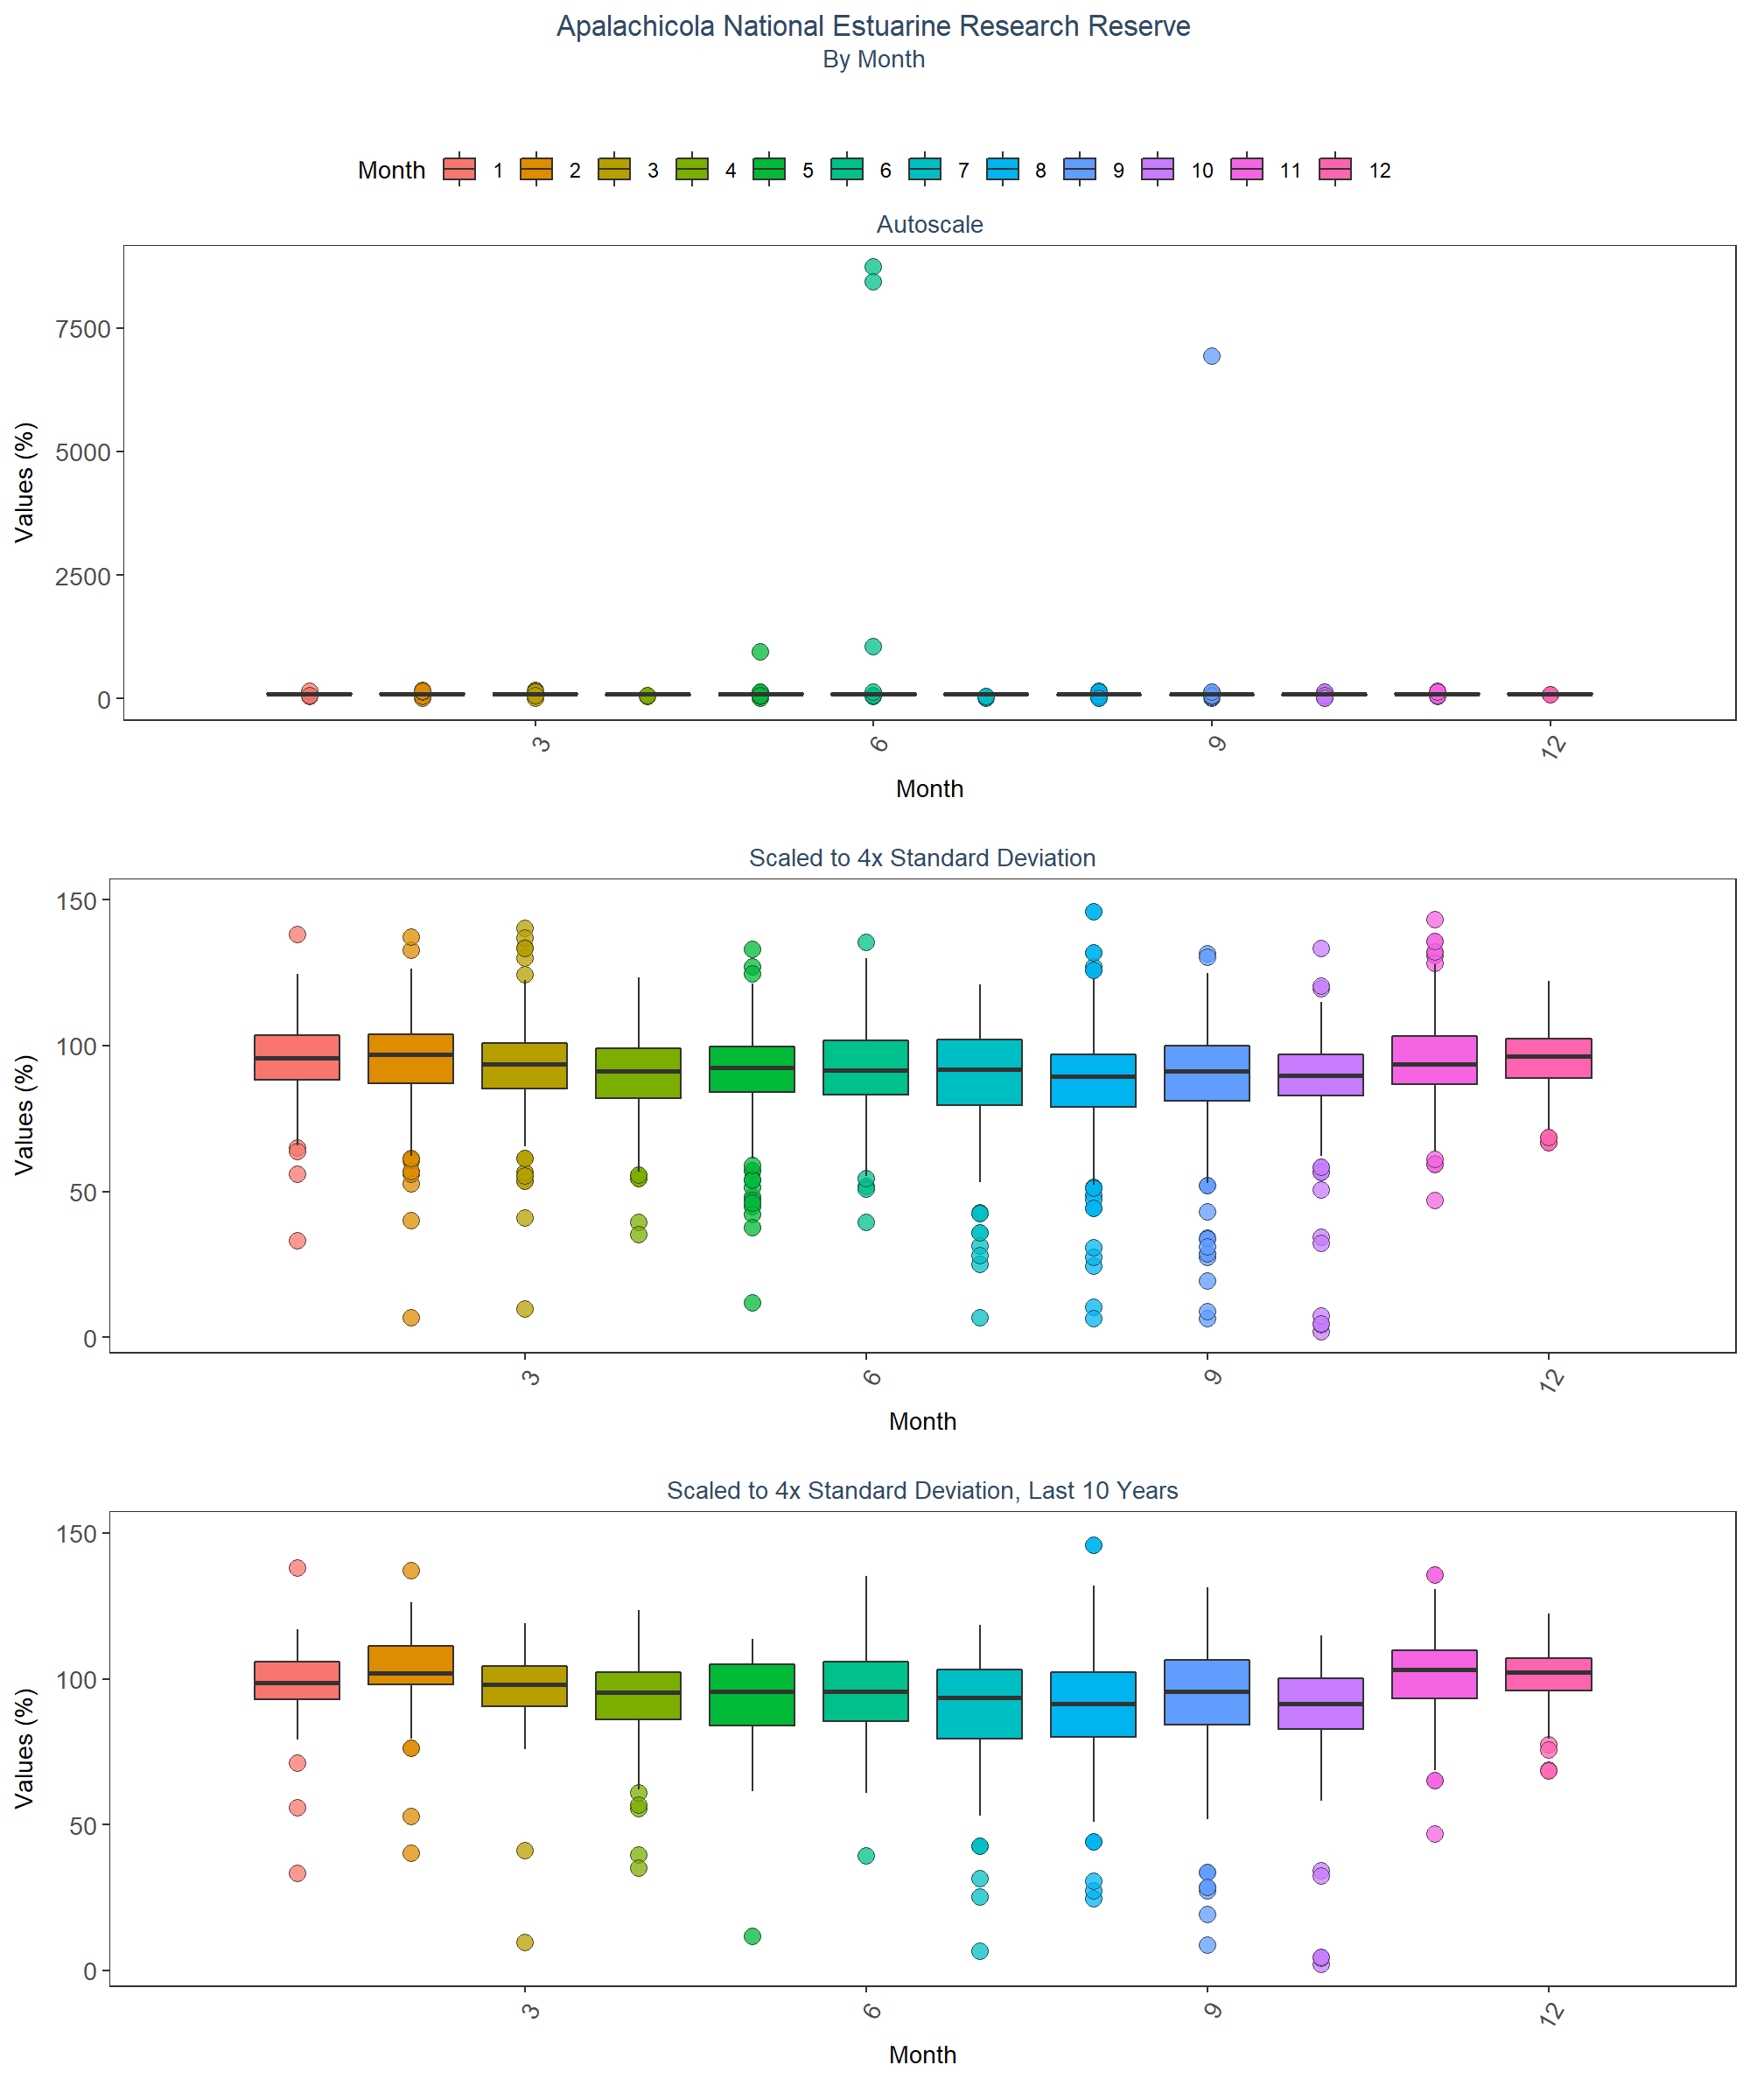 Apalachicola National Estuarine Research Reserve
By Month
Month 1 2 3 4 5 6 7 8 9 10 11 12
Autoscale
Values (%)
7500
5000
2500
0
3 6 9 12
Month
Scaled to 4x Standard Deviation
Values (%)
150
100
50
0
3 6 9 12
Month
Scaled to 4x Standard Deviation, Last 10 Years
Values (%)
150
100
50
0
3 6 9 12
Month